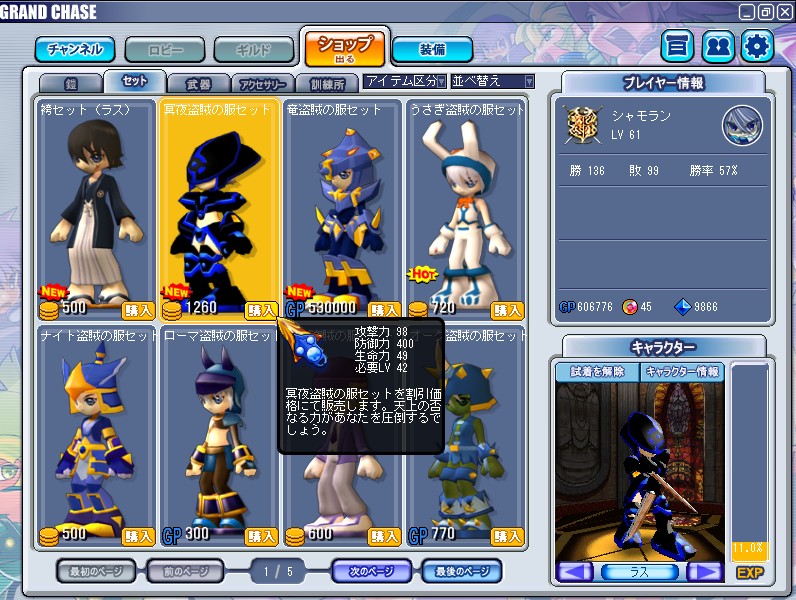 GRAND CHASE
チャンネル
ロビー
ギルド
ショップ
出る
装備
鎧
セット
武器
アクセサリー
訓練所
アイテム区分
並べ替え
袴セット（ラス）
冥夜盗賊の服セット
竜盗賊の服セット
うさぎ盗賊の服セット
NEW
500
購入
NEW
1260
購入
NEW
GP 530000
購入
HOT
720
購入
ナイト盗賊の服セット
ローマ盗賊の服セット
の服セット
500
購入
GP 300
購入
600
購入
GP 770
購入
攻撃力 98
防御力 400
生命力 49
必要LV 42
冥夜盗賊の服セットを割引価
格にて販売します。天上の否
なる力があなたを圧倒するで
しょう。
最初のページ
前のページ
1 / 5
次のページ
最後のページ
プレイヤー情報
シャモラン
LV 61
勝 136
敗 99
勝率 57%
GP 606776
45
9866
キャラクター
試着を解除
キャラクター情報
ラス
11.0%
EXP